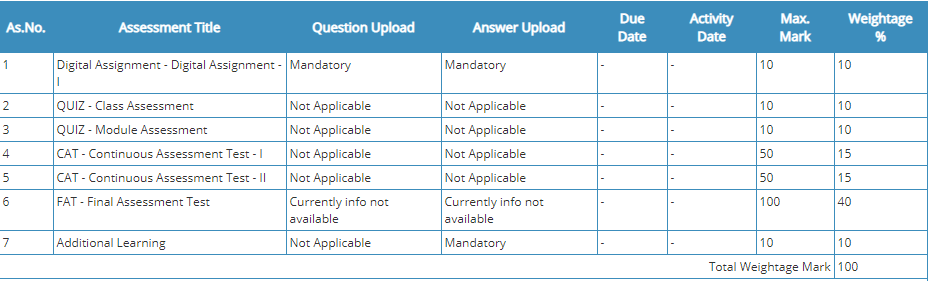 As.No. Assessment Title Question Upload Answer Upload Due Date Activity Date Max. Mark Weightage %
1 Digital Assignment - Digital Assignment - I Mandatory Mandatory - - 10 10
2 QUIZ - Class Assessment Not Applicable Not Applicable - - 10 10
3 QUIZ - Module Assessment Not Applicable Not Applicable - - 10 10
4 CAT - Continuous Assessment Test - I Not Applicable Not Applicable - - 50 15
5 CAT - Continuous Assessment Test - II Not Applicable Not Applicable - - 50 15
6 FAT - Final Assessment Test Currently info not available Currently info not available - - 100 40
7 Additional Learning Not Applicable Mandatory - - 10 10
Total Weightage Mark 100